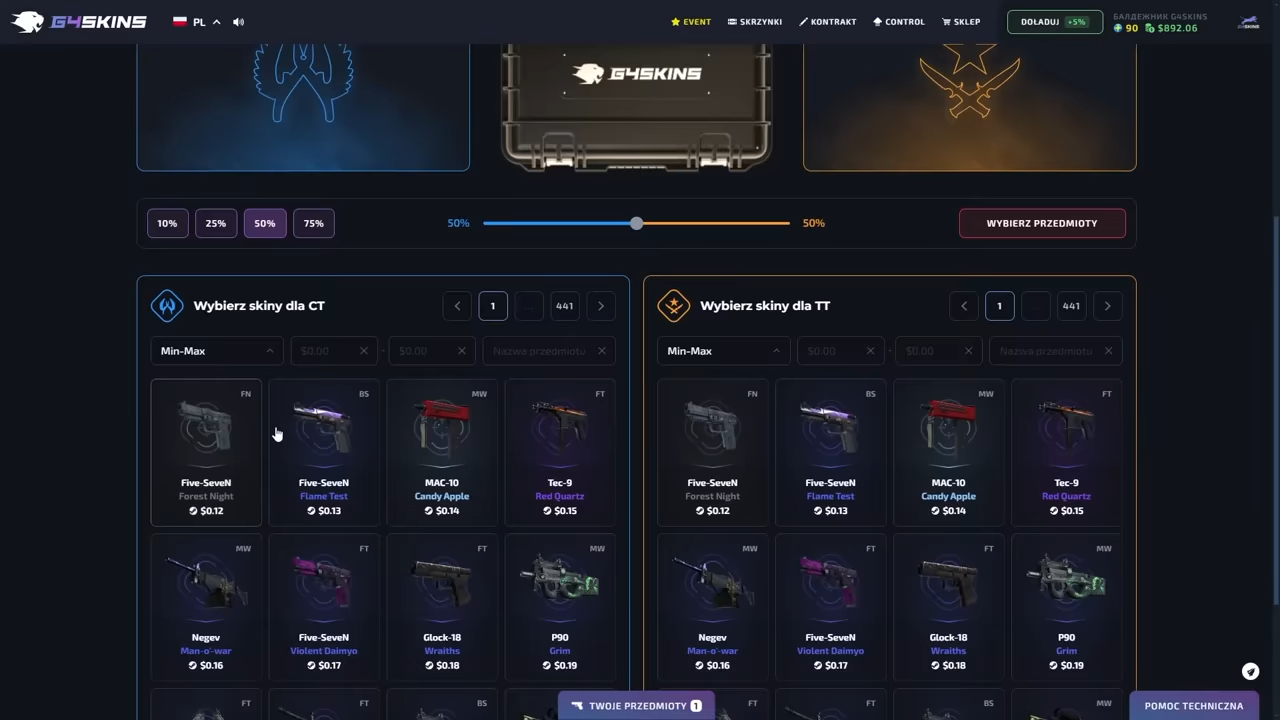 G4SKINS
PL
EVENT
SKRZYNKI
KONTRAKT
CONTROL
SKLEP
DOŁADUJ +5%
БАЛДЕЖНИК G4SKINS
90 $892.06
G4SKINS
10%
25%
50%
75%
50%
50%
WYBIERZ PRZEDMIOTY
Wybierz skiny dla CT
1 ... 441
Wybierz skiny dla TT
1 ... 441
Min-Max $0.00 - $0.00 Nazwa przedmiotu
Min-Max $0.00 - $0.00 Nazwa przedmiotu
FN BS MW FT
Five-SeveN Five-SeveN MAC-10 Tec-9
Forest Night Flame Test Candy Apple Red Quartz
$0.12 $0.13 $0.14 $0.15
FN BS MW FT
Five-SeveN Five-SeveN MAC-10 Tec-9
Forest Night Flame Test Candy Apple Red Quartz
$0.12 $0.13 $0.14 $0.15
MW FT FT MW
Negev Five-SeveN Glock-18 P90
Man-o'-war Violent Daimyo Wraiths Grim
$0.16 $0.17 $0.18 $0.19
MW FT FT MW
Negev Five-SeveN Glock-18 P90
Man-o'-war Violent Daimyo Wraiths Grim
$0.16 $0.17 $0.18 $0.19
FT FT BS
FT FT BS
TWOJE PRZEDMIOTY 1
POMOC TECHNICZNA